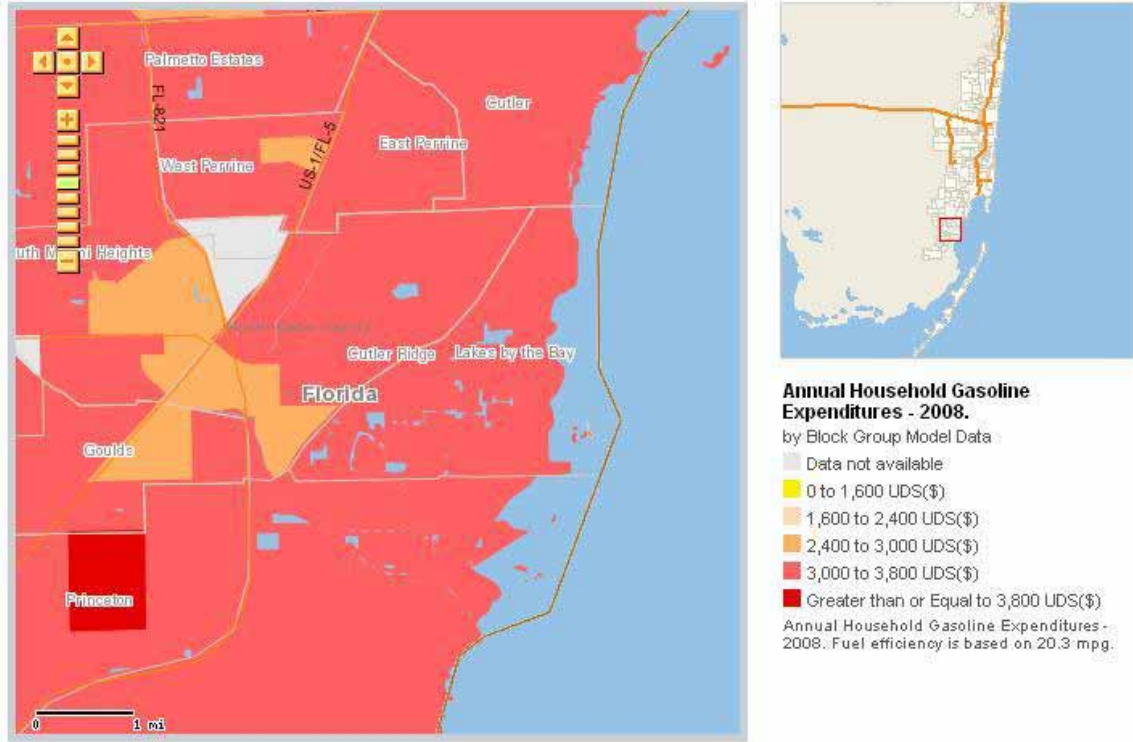 Palmetto Estates
FL-821
Cutler
US-1/FL-5
East Perrine
West Perrine
uth Miami Heights
Cutler Ridge
Lakes by the Bay
Florida
Goulds
Princeton
0 1 mi
Annual Household Gasoline
Expenditures - 2008.
by Block Group Model Data
Data not available
0 to 1,600 UDS($)
1,600 to 2,400 UDS($)
2,400 to 3,000 UDS($)
3,000 to 3,800 UDS($)
Greater than or Equal to 3,800 UDS($)
Annual Household Gasoline Expenditures -
2008. Fuel efficiency is based on 20.3 mpg.